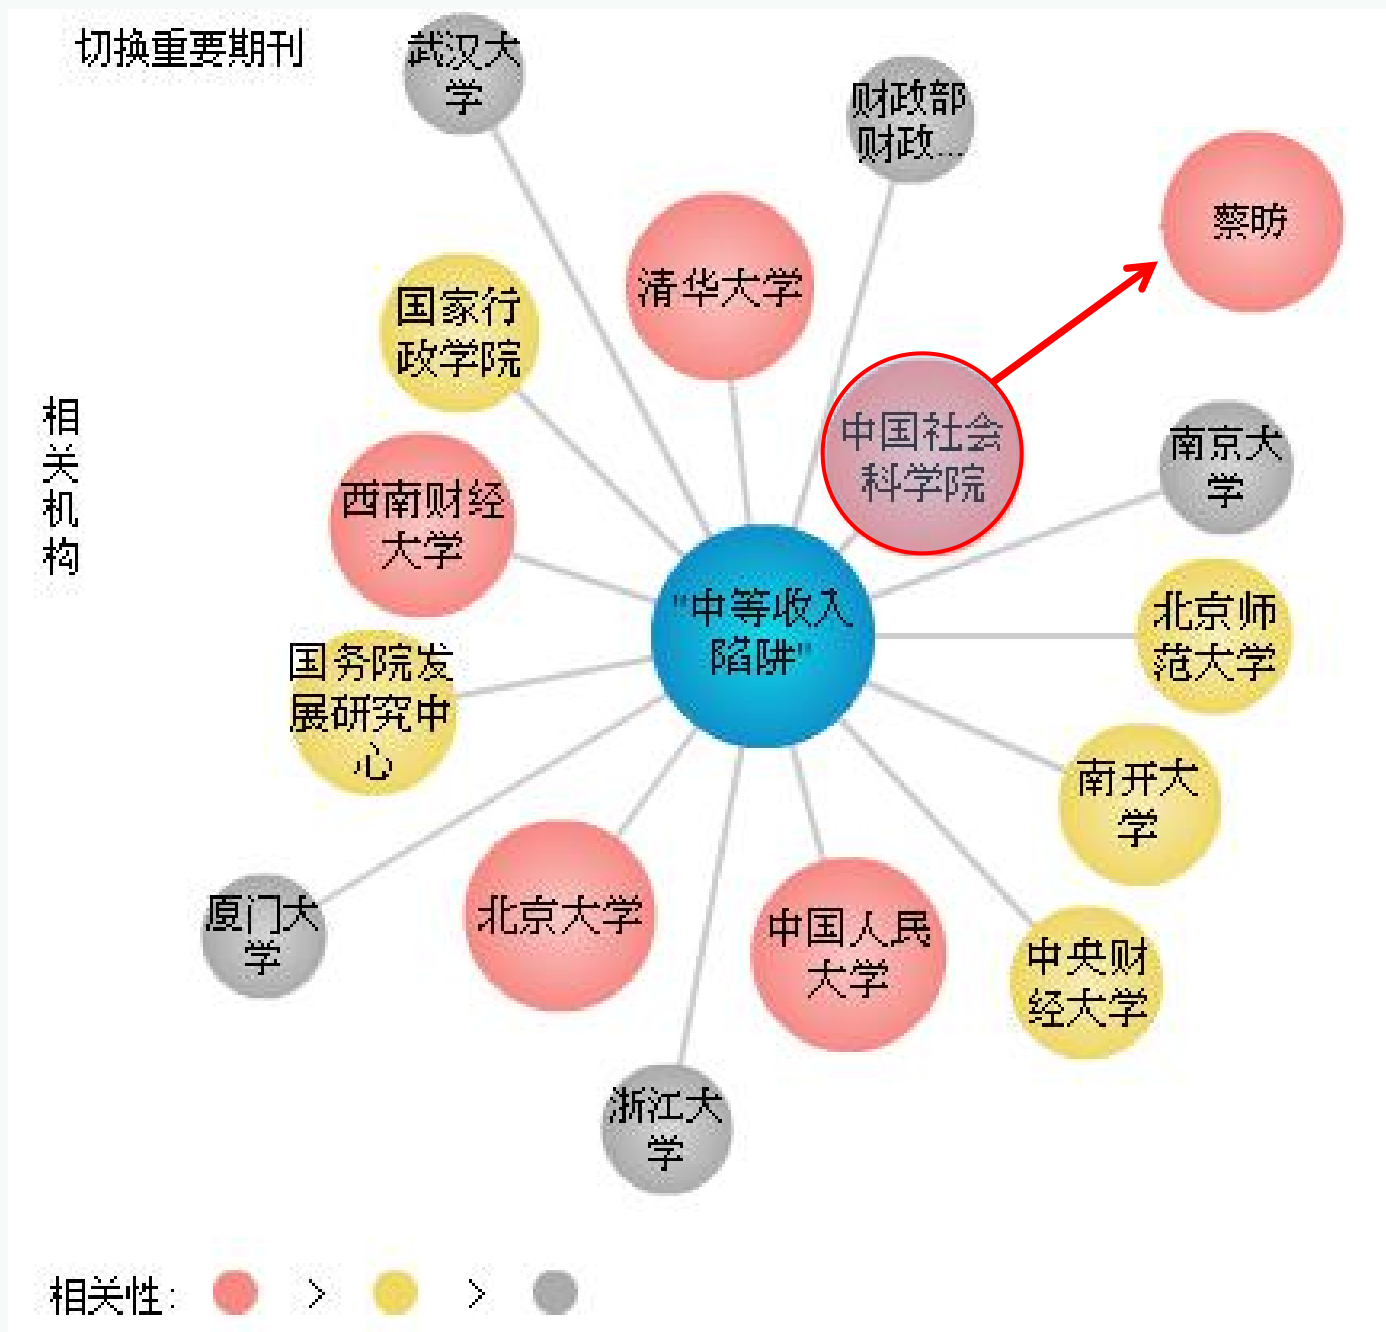 切换重要期刊
武汉大
学
财政部
财政...
蔡昉
清华大学
国家行
政学院
中国社会
科学院
相
关
机
构
南京大
学
西南财经
大学
"中等收入
陷阱"
北京师
范大学
国务院发
展研究中
心
南开大
学
厦门大
学
北京大学
中国人民
大学
中央财
经大学
浙江大
学
相关性: > >